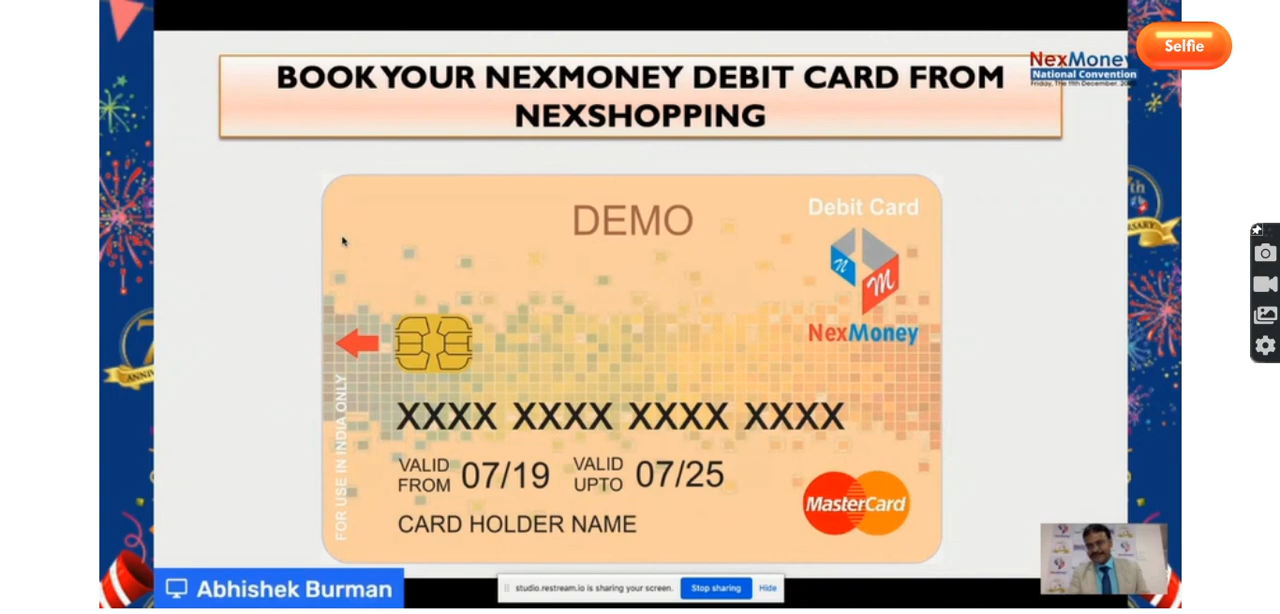 BOOK YOUR NEXMONEY DEBIT CARD FROM
NEXSHOPPING
NexMoney
National Convention
Selfie
DEMO
Debit Card
n
m
NexMoney
FOR USE IN INDIA ONLY
XXXX XXXX XXXX XXXX
VALID FROM 07/19 VALID UPTO 07/25
CARD HOLDER NAME
MasterCard
Abhishek Burman
studio.restream.io is sharing your screen.
Stop sharing
Hide